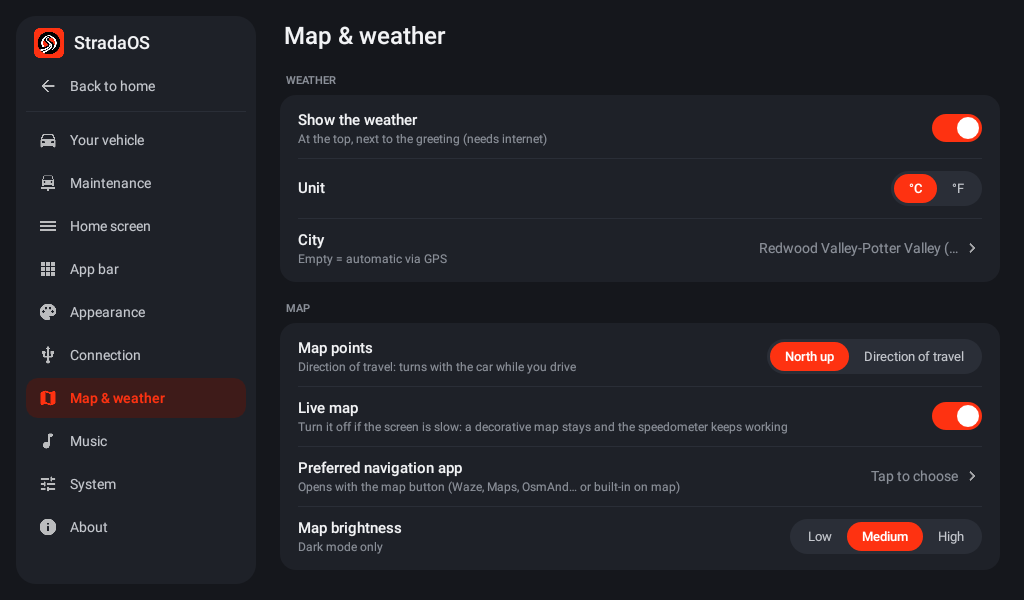 StradaOS
Back to home
Your vehicle
Maintenance
Home screen
App bar
Appearance
Connection
Map & weather
Music
System
About
Map & weather
WEATHER
Show the weather
At the top, next to the greeting (needs internet)
Unit
°C °F
City
Empty = automatic via GPS
Redwood Valley-Potter Valley (...
MAP
Map points
Direction of travel: turns with the car while you drive
North up Direction of travel
Live map
Turn it off if the screen is slow: a decorative map stays and the speedometer keeps working
Preferred navigation app
Opens with the map button (Waze, Maps, OsmAnd... or built-in on map)
Tap to choose
Map brightness
Dark mode only
Low Medium High